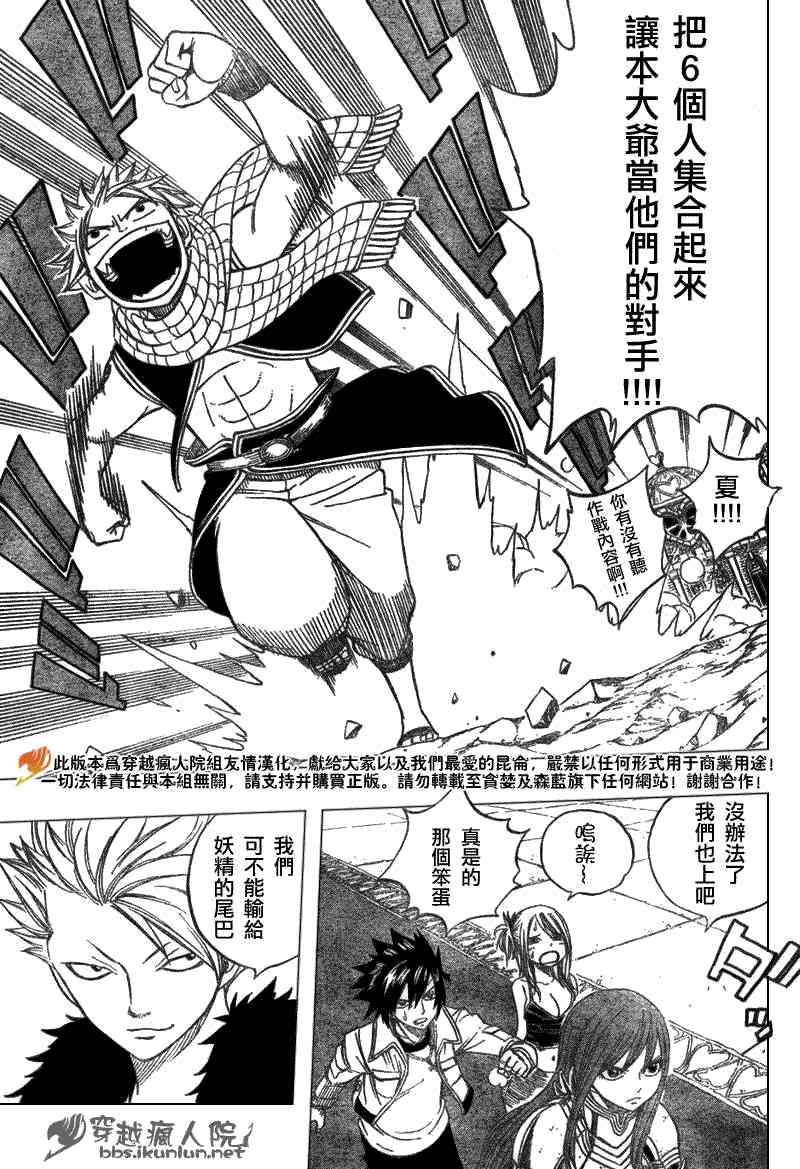 把6個人集合起來
讓本大爺當他們的對手
!!!!
夏
!!!!
你有沒有聽
作戰內容啊!!!
此版本爲穿越瘋人院組友情漢化，獻給大家以及我們最愛的昆侖，嚴禁以任何形式用于商業用途！
一切法律責任與本組無關，請支持并購買正版。請勿轉載至貪婪及森藍旗下任何網站！謝謝合作！
沒辦法了
我們也上吧
嗚誒~
真是的
那個笨蛋
ダッ
我們
可不能輸給
妖精的尾巴
穿越瘋人院
bbs.ikunlun.net